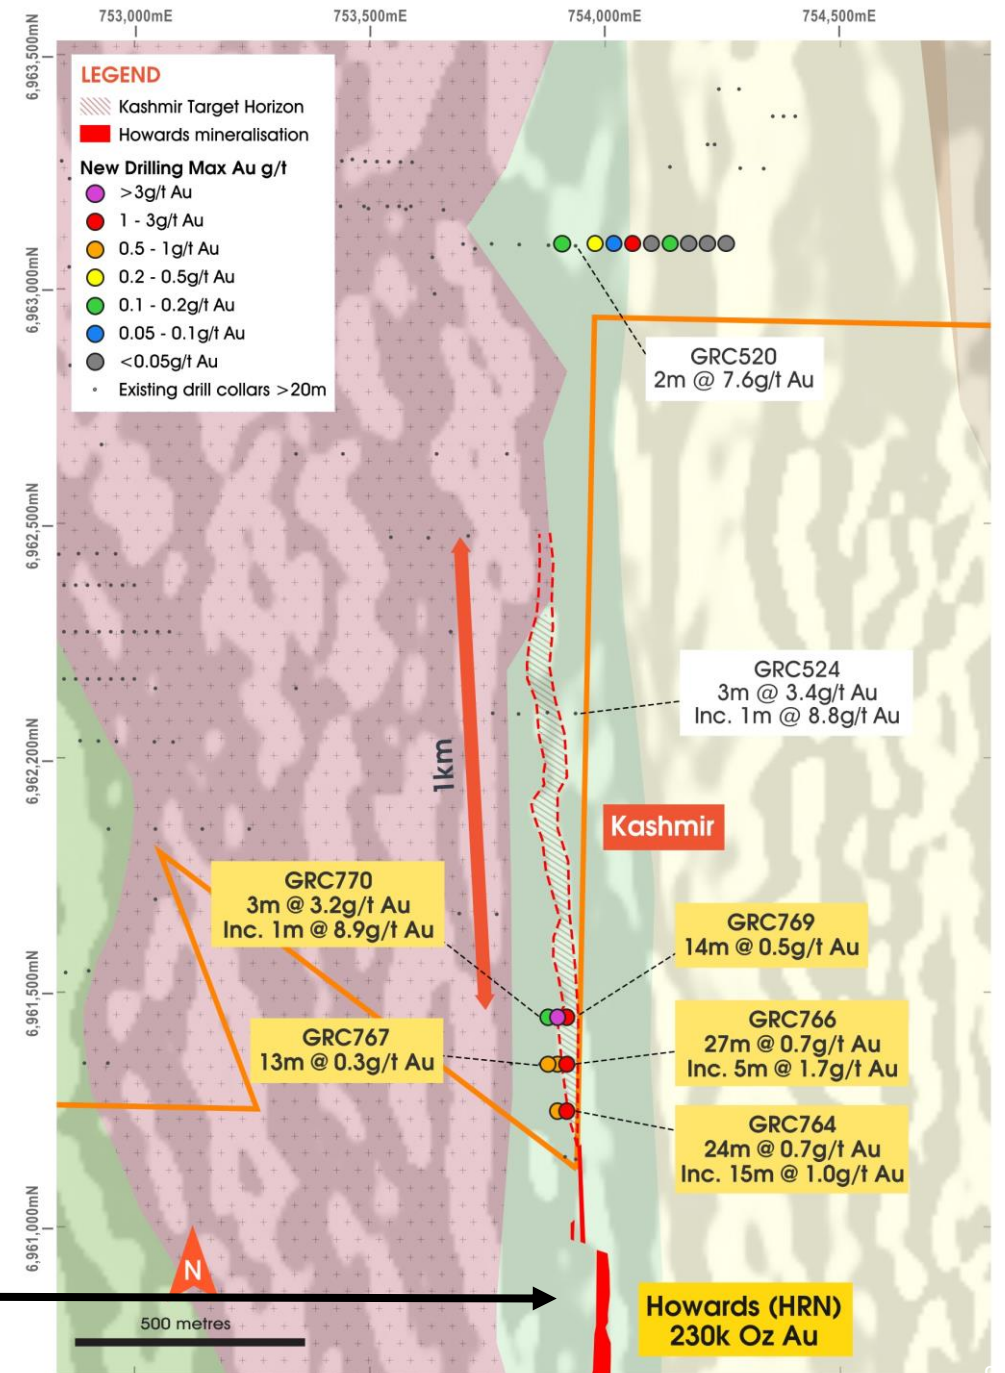 753,000mE
753,500mE
754,000mE
754,500mE
6,963,500mN
6,963,000mN
6,962,500mN
6,962,200mN
6,961,500mN
6,961,000mN
LEGEND
Kashmir Target Horizon
Howards mineralisation
New Drilling Max Au g/t
>3g/t Au
1 - 3g/t Au
0.5 - 1g/t Au
0.2 - 0.5g/t Au
0.1 - 0.2g/t Au
0.05 - 0.1g/t Au
<0.05g/t Au
Existing drill collars >20m
GRC520
2m @ 7.6g/t Au
GRC524
3m @ 3.4g/t Au
Inc. 1m @ 8.8g/t Au
1km
Kashmir
GRC770
3m @ 3.2g/t Au
Inc. 1m @ 8.9g/t Au
GRC769
14m @ 0.5g/t Au
GRC767
13m @ 0.3g/t Au
GRC766
27m @ 0.7g/t Au
Inc. 5m @ 1.7g/t Au
GRC764
24m @ 0.7g/t Au
Inc. 15m @ 1.0g/t Au
N
500 metres
Howards (HRN)
230k Oz Au